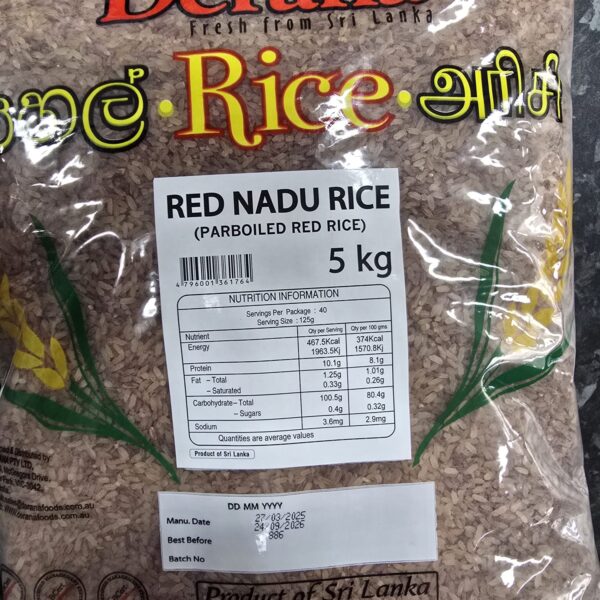 Fresh from Sri Lanka
Rice
அரிசி
RED NADU RICE
(PARBOILED RED RICE)
5 kg
4 796001 361764
NUTRITION INFORMATION
Servings Per Package : 40
Serving Size : 125g
Nutrient Qty per Serving Qty per 100 gms
Energy 467.5Kcal 374Kcal
1963.5Kj 1570.8Kj
Protein 10.1g 8.1g
Fat – Total 1.25g 1.01g
– Saturated 0.33g 0.26g
Carbohydrate– Total 100.5g 80.4g
– Sugars 0.4g 0.32g
Sodium 3.6mg 2.9mg
Quantities are average values
Product of Sri Lanka
DD MM YYYY
Manu. Date 27/03/2025
Best Before 24/09/2026
Batch No 886
Product of Sri Lanka